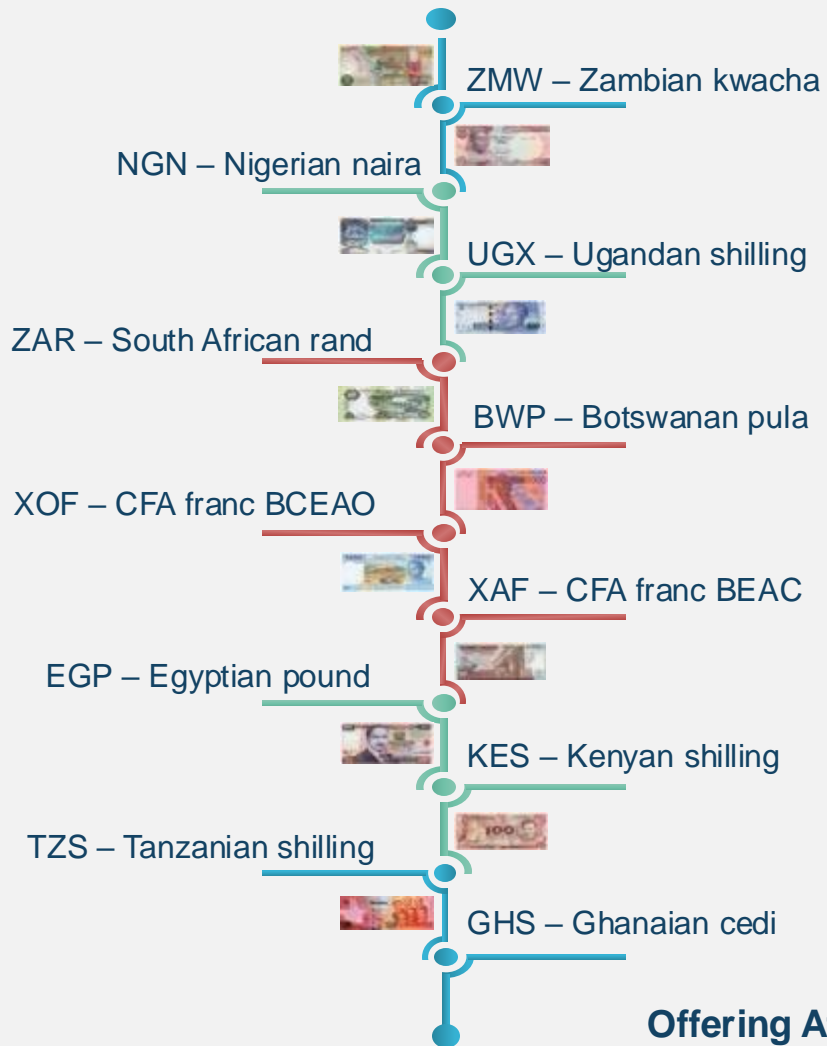 ZMW – Zambian kwacha
NGN – Nigerian naira
UGX – Ugandan shilling
ZAR – South African rand
BWP – Botswanan pula
XOF – CFA franc BCEAO
XAF – CFA franc BEAC
EGP – Egyptian pound
KES – Kenyan shilling
TZS – Tanzanian shilling
100
GHS – Ghanaian cedi
Offering